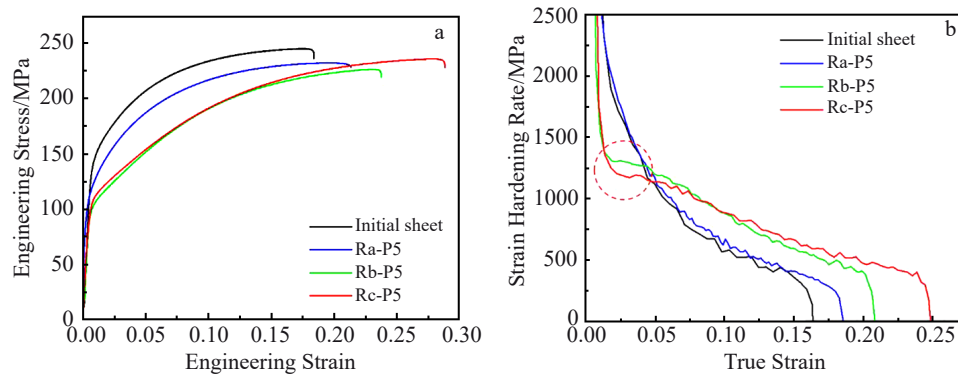 a
250
200
150
100
50
0
Engineering Stress/MPa
0.00 0.05 0.10 0.15 0.20 0.25 0.30
Engineering Strain
Initial sheet
Ra-P5
Rb-P5
Rc-P5
b
2500
2000
1500
1000
500
0
Strain Hardening Rate/MPa
0.00 0.05 0.10 0.15 0.20 0.25
True Strain
Initial sheet
Ra-P5
Rb-P5
Rc-P5